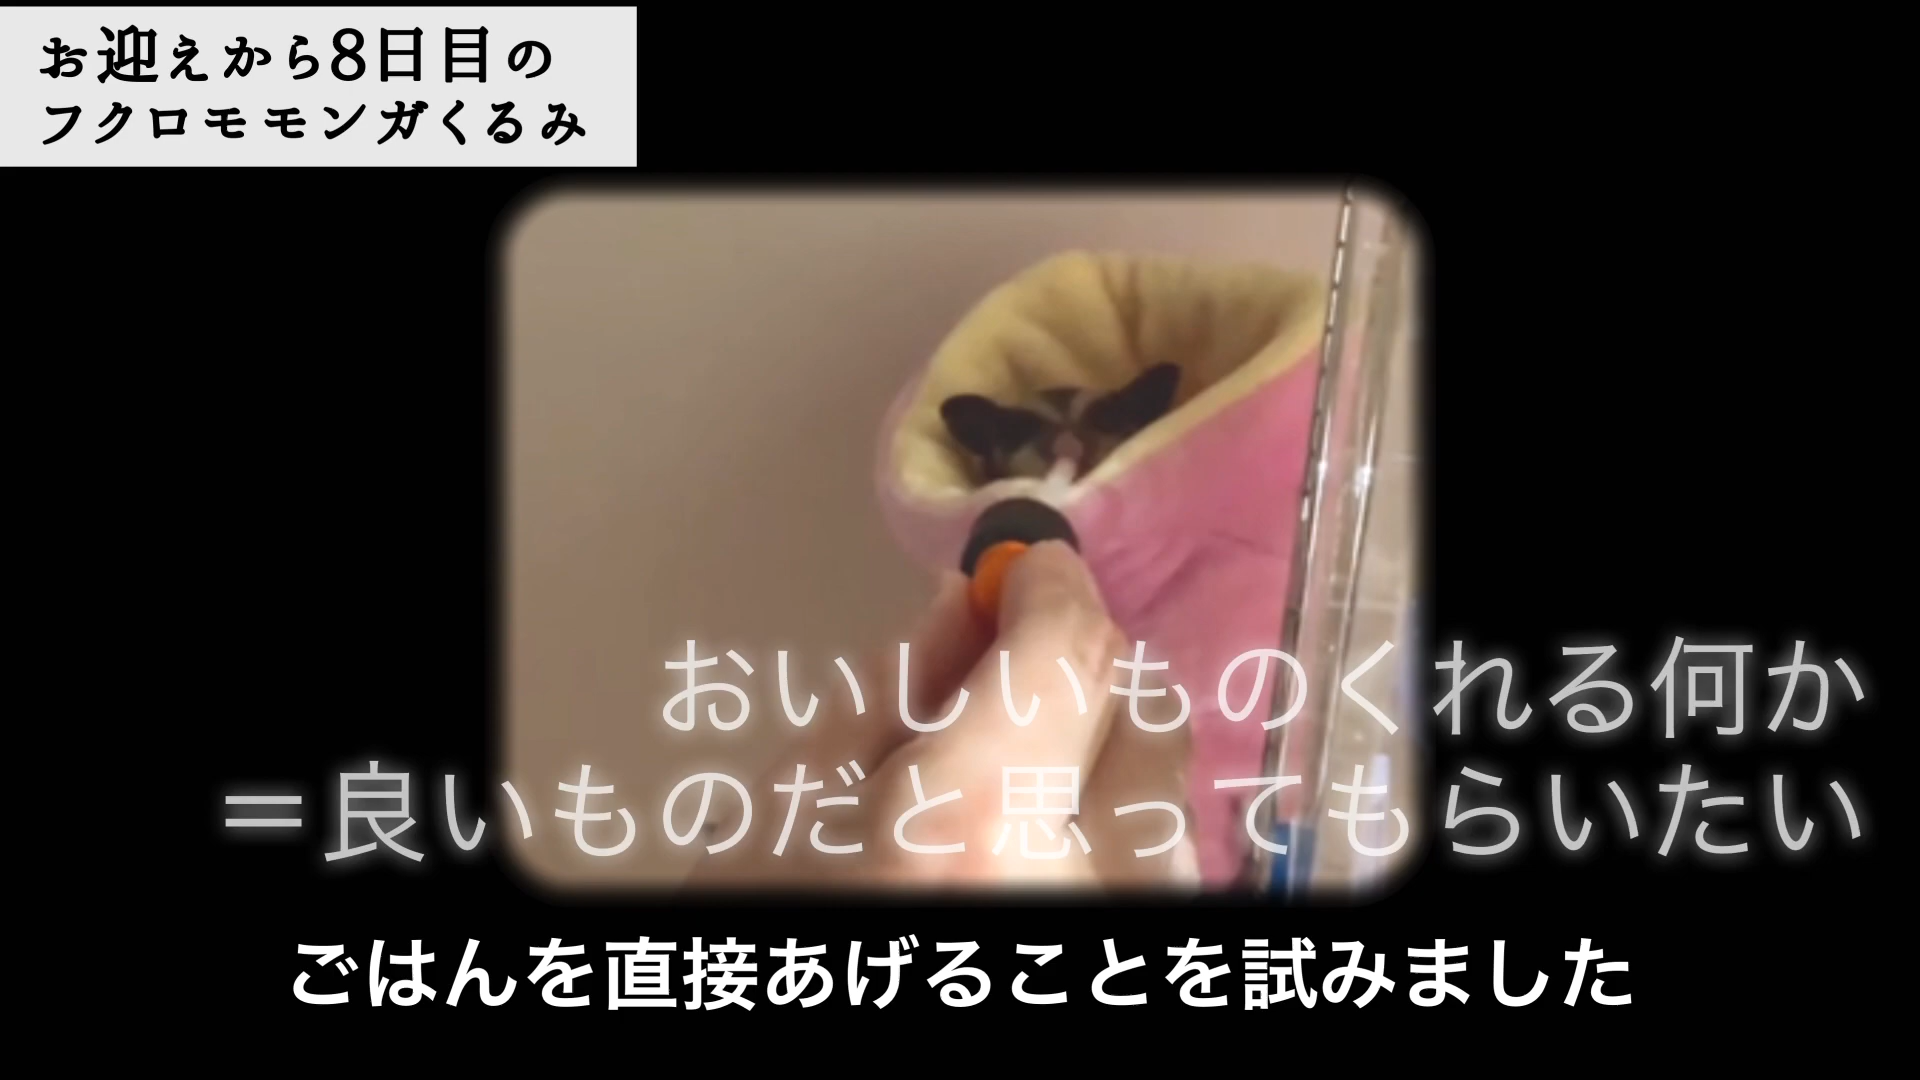 お迎えから8日目の
フクロモモンガくるみ
おいしいものくれる何か
＝良いものだと思ってもらいたい
ごはんを直接あげることを試みました